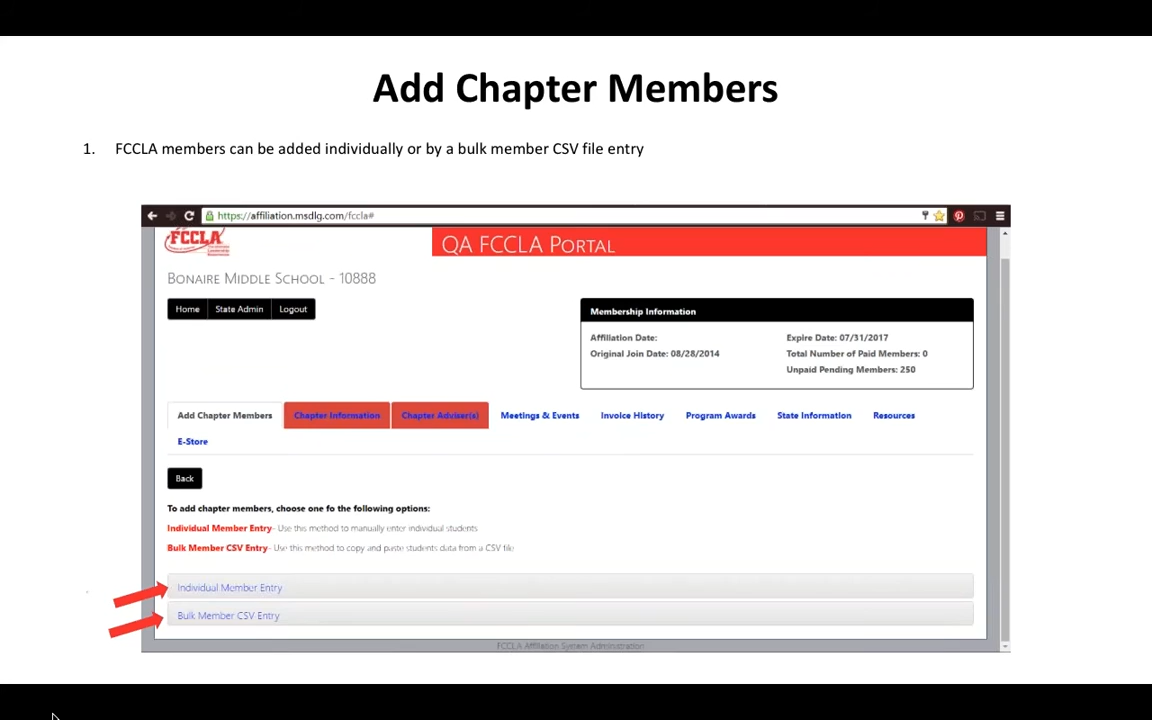 Add Chapter Members
1. FCCLA members can be added individually or by a bulk member CSV file entry
https://affiliation.msdlg.com/fccla#
FCCLA
QA FCCLA PORTAL
BONAIRE MIDDLE SCHOOL - 10888
Home State Admin Logout
Membership Information
Affiliation Date: Expire Date: 07/31/2017
Original Join Date: 08/28/2014 Total Number of Paid Members: 0
Unpaid Pending Members: 250
Add Chapter Members Chapter Information Chapter Adviser(s) Meetings & Events Invoice History Program Awards State Information Resources
E-Store
Back
To add chapter members, choose one fo the following options:
Individual Member Entry- Use this method to manually enter individual students
Bulk Member CSV Entry- Use this method to copy and paste students data from a CSV file
Individual Member Entry
Bulk Member CSV Entry
FCCLA Affiliation System Administration